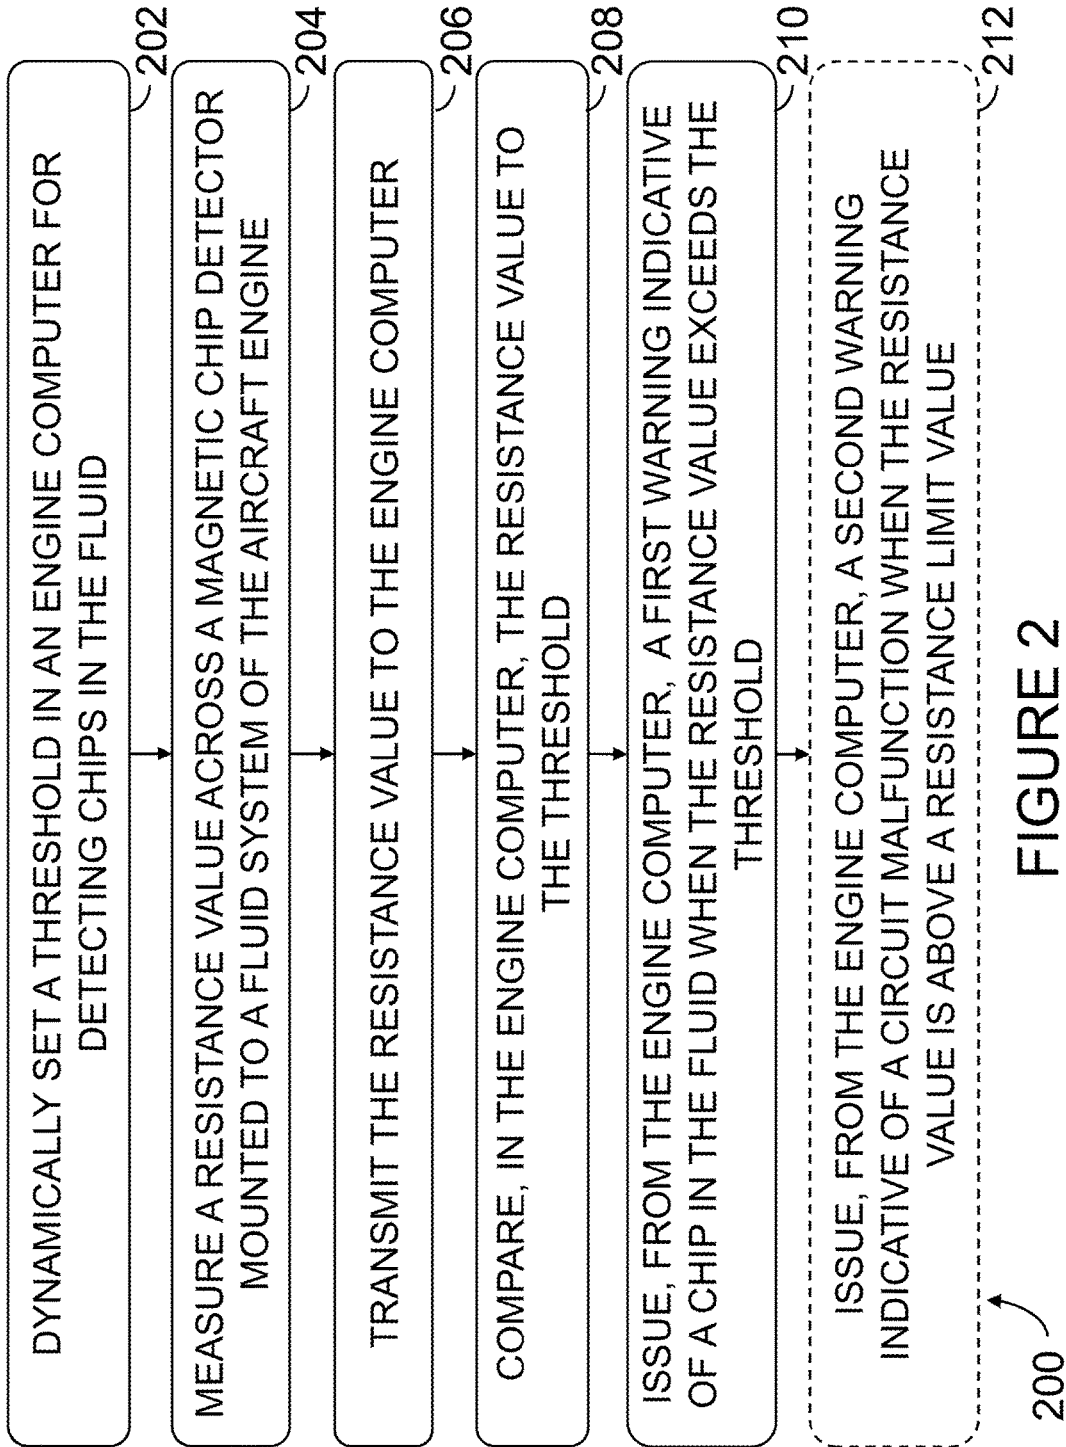 DYNAMICALLY SET A THRESHOLD IN AN ENGINE COMPUTER FOR
DETECTING CHIPS IN THE FLUID
202
MEASURE A RESISTANCE VALUE ACROSS A MAGNETIC CHIP DETECTOR
MOUNTED TO A FLUID SYSTEM OF THE AIRCRAFT ENGINE
204
TRANSMIT THE RESISTANCE VALUE TO THE ENGINE COMPUTER
206
COMPARE, IN THE ENGINE COMPUTER, THE RESISTANCE VALUE TO
THE THRESHOLD
208
ISSUE, FROM THE ENGINE COMPUTER, A FIRST WARNING INDICATIVE
OF A CHIP IN THE FLUID WHEN THE RESISTANCE VALUE EXCEEDS THE
THRESHOLD
210
ISSUE, FROM THE ENGINE COMPUTER, A SECOND WARNING
INDICATIVE OF A CIRCUIT MALFUNCTION WHEN THE RESISTANCE
VALUE IS ABOVE A RESISTANCE LIMIT VALUE
212
200
FIGURE 2